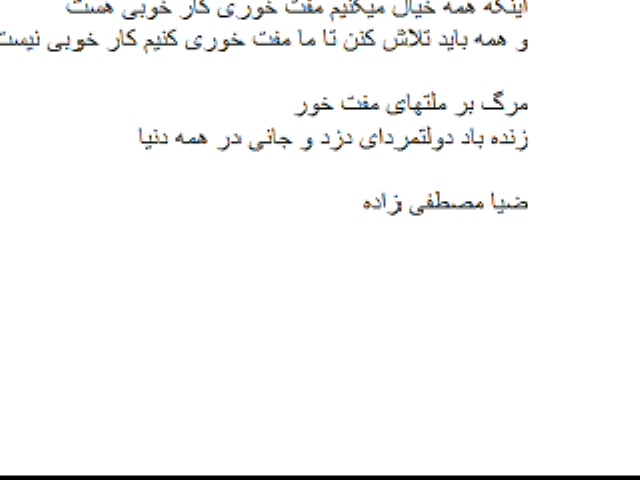 اینکه همه خیال میکنیم مفت خوری کار خوبی هست
و همه باید تلاش کنن تا ما مفت خوری کنیم کار خوبی نیست
مرگ بر ملتهای مفت خور
زنده باد دولتمردای دزد و جانی در همه دنیا
ضیا مصطفی زاده